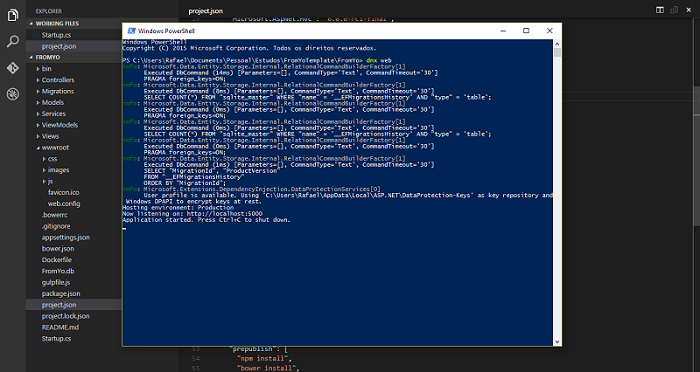 EXPLORER
WORKING FILES
Startup.cs
project.json
FROMYO
bin
Controllers
Migrations
Models
Services
ViewModels
Views
wwwroot
css
images
js
favicon.ico
web.config
.bowerrc
.gitignore
appsettings.json
bower.json
Dockerfile
FromYo.db
gulpfile.js
package.json
project.json
project.lock.json
README.md
Startup.cs
project.json
"Microsoft.AspNet.Mvc": "6.0.0-rc1-final",
Windows PowerShell
Windows PowerShell
Copyright (C) 2015 Microsoft Corporation. Todos os direitos reservados.
PS C:\Users\Rafael\Documents\Pessoal\Estudos\FromYoTemplate\FromYo> dnx web
info: Microsoft.Data.Entity.Storage.Internal.RelationalCommandBuilderFactory[1]
Executed DbCommand (14ms) [Parameters=[], CommandType='Text', CommandTimeout='30']
PRAGMA foreign_keys=ON;
info: Microsoft.Data.Entity.Storage.Internal.RelationalCommandBuilderFactory[1]
Executed DbCommand (8ms) [Parameters=[], CommandType='Text', CommandTimeout='30']
SELECT COUNT(*) FROM "sqlite_master" WHERE "name" = '__EFMigrationsHistory' AND "type" = 'table';
info: Microsoft.Data.Entity.Storage.Internal.RelationalCommandBuilderFactory[1]
Executed DbCommand (0ms) [Parameters=[], CommandType='Text', CommandTimeout='30']
PRAGMA foreign_keys=ON;
info: Microsoft.Data.Entity.Storage.Internal.RelationalCommandBuilderFactory[1]
Executed DbCommand (0ms) [Parameters=[], CommandType='Text', CommandTimeout='30']
SELECT COUNT(*) FROM "sqlite_master" WHERE "name" = '__EFMigrationsHistory' AND "type" = 'table';
info: Microsoft.Data.Entity.Storage.Internal.RelationalCommandBuilderFactory[1]
Executed DbCommand (0ms) [Parameters=[], CommandType='Text', CommandTimeout='30']
PRAGMA foreign_keys=ON;
info: Microsoft.Data.Entity.Storage.Internal.RelationalCommandBuilderFactory[1]
Executed DbCommand (1ms) [Parameters=[], CommandType='Text', CommandTimeout='30']
SELECT "MigrationId", "ProductVersion"
FROM "__EFMigrationsHistory"
ORDER BY "MigrationId";
info: Microsoft.Extensions.DependencyInjection.DataProtectionServices[0]
User profile is available. Using 'C:\Users\Rafael\AppData\Local\ASP.NET\DataProtection-Keys' as key repository and
Windows DPAPI to encrypt keys at rest.
Hosting environment: Production
Now listening on: http://localhost:5000
Application started. Press Ctrl+C to shut down.
"prepublish": [
54 "npm install",
55 "bower install",